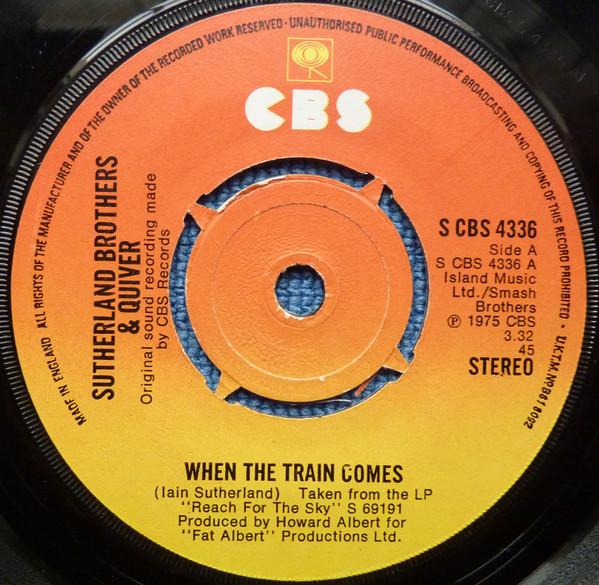 MADE IN ENGLAND ALL RIGHTS OF THE MANUFACTURER AND OF THE OWNER OF THE RECORDED WORK RESERVED · UNAUTHORISED PUBLIC PERFORMANCE BROADCASTING AND COPYING OF THIS RECORD PROHIBITED · U.K.T.M. Nº B618092
CBS
SUTHERLAND BROTHERS
& QUIVER
Original sound recording made
by CBS Records
S CBS 4336
Side A
S CBS 4336 A
Island Music
Ltd./Smash
Brothers
℗ 1975 CBS
3.32
45
STEREO
WHEN THE TRAIN COMES
(Iain Sutherland) Taken from the LP
"Reach For The Sky" S 69191
Produced by Howard Albert for
"Fat Albert" Productions Ltd.